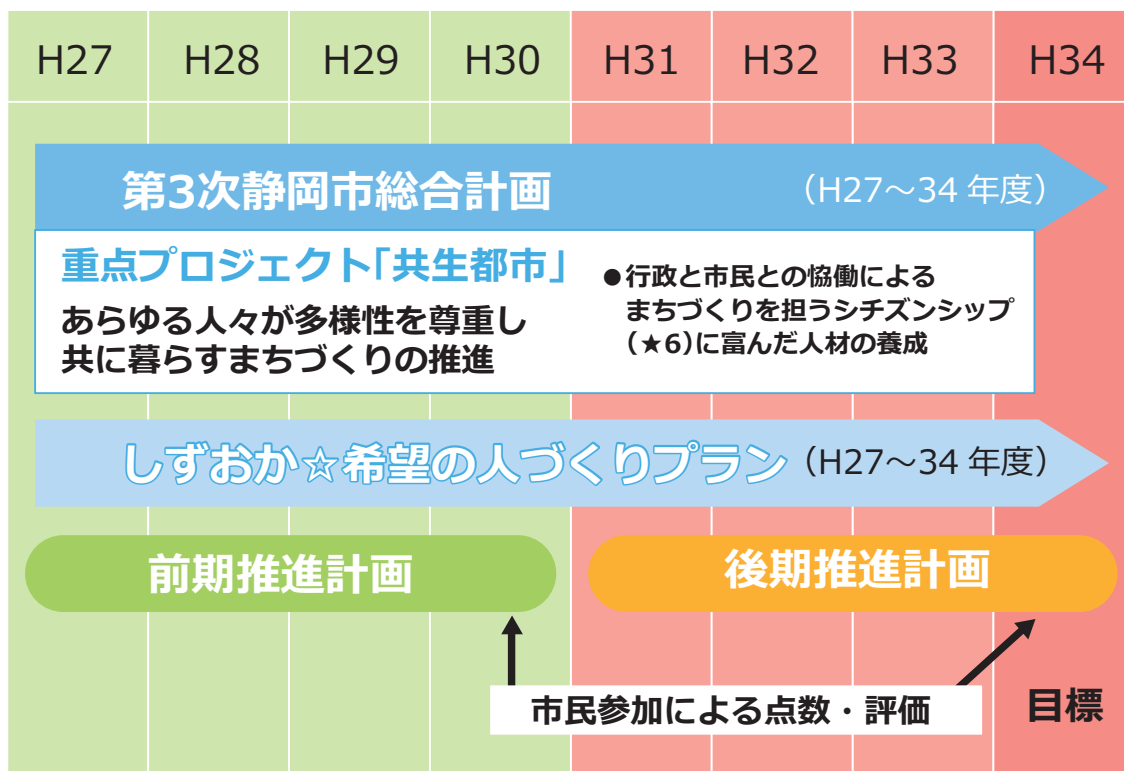 H27 H28 H29 H30 H31 H32 H33 H34
第3次静岡市総合計画 (H27～34 年度)
重点プロジェクト「共生都市」
あらゆる人々が多様性を尊重し
共に暮らすまちづくりの推進
●行政と市民との恊働による
まちづくりを担うシチズンシップ
(★6)に富んだ人材の養成
しずおか☆希望の人づくりプラン (H27～34 年度)
前期推進計画 後期推進計画
市民参加による点数・評価
目標